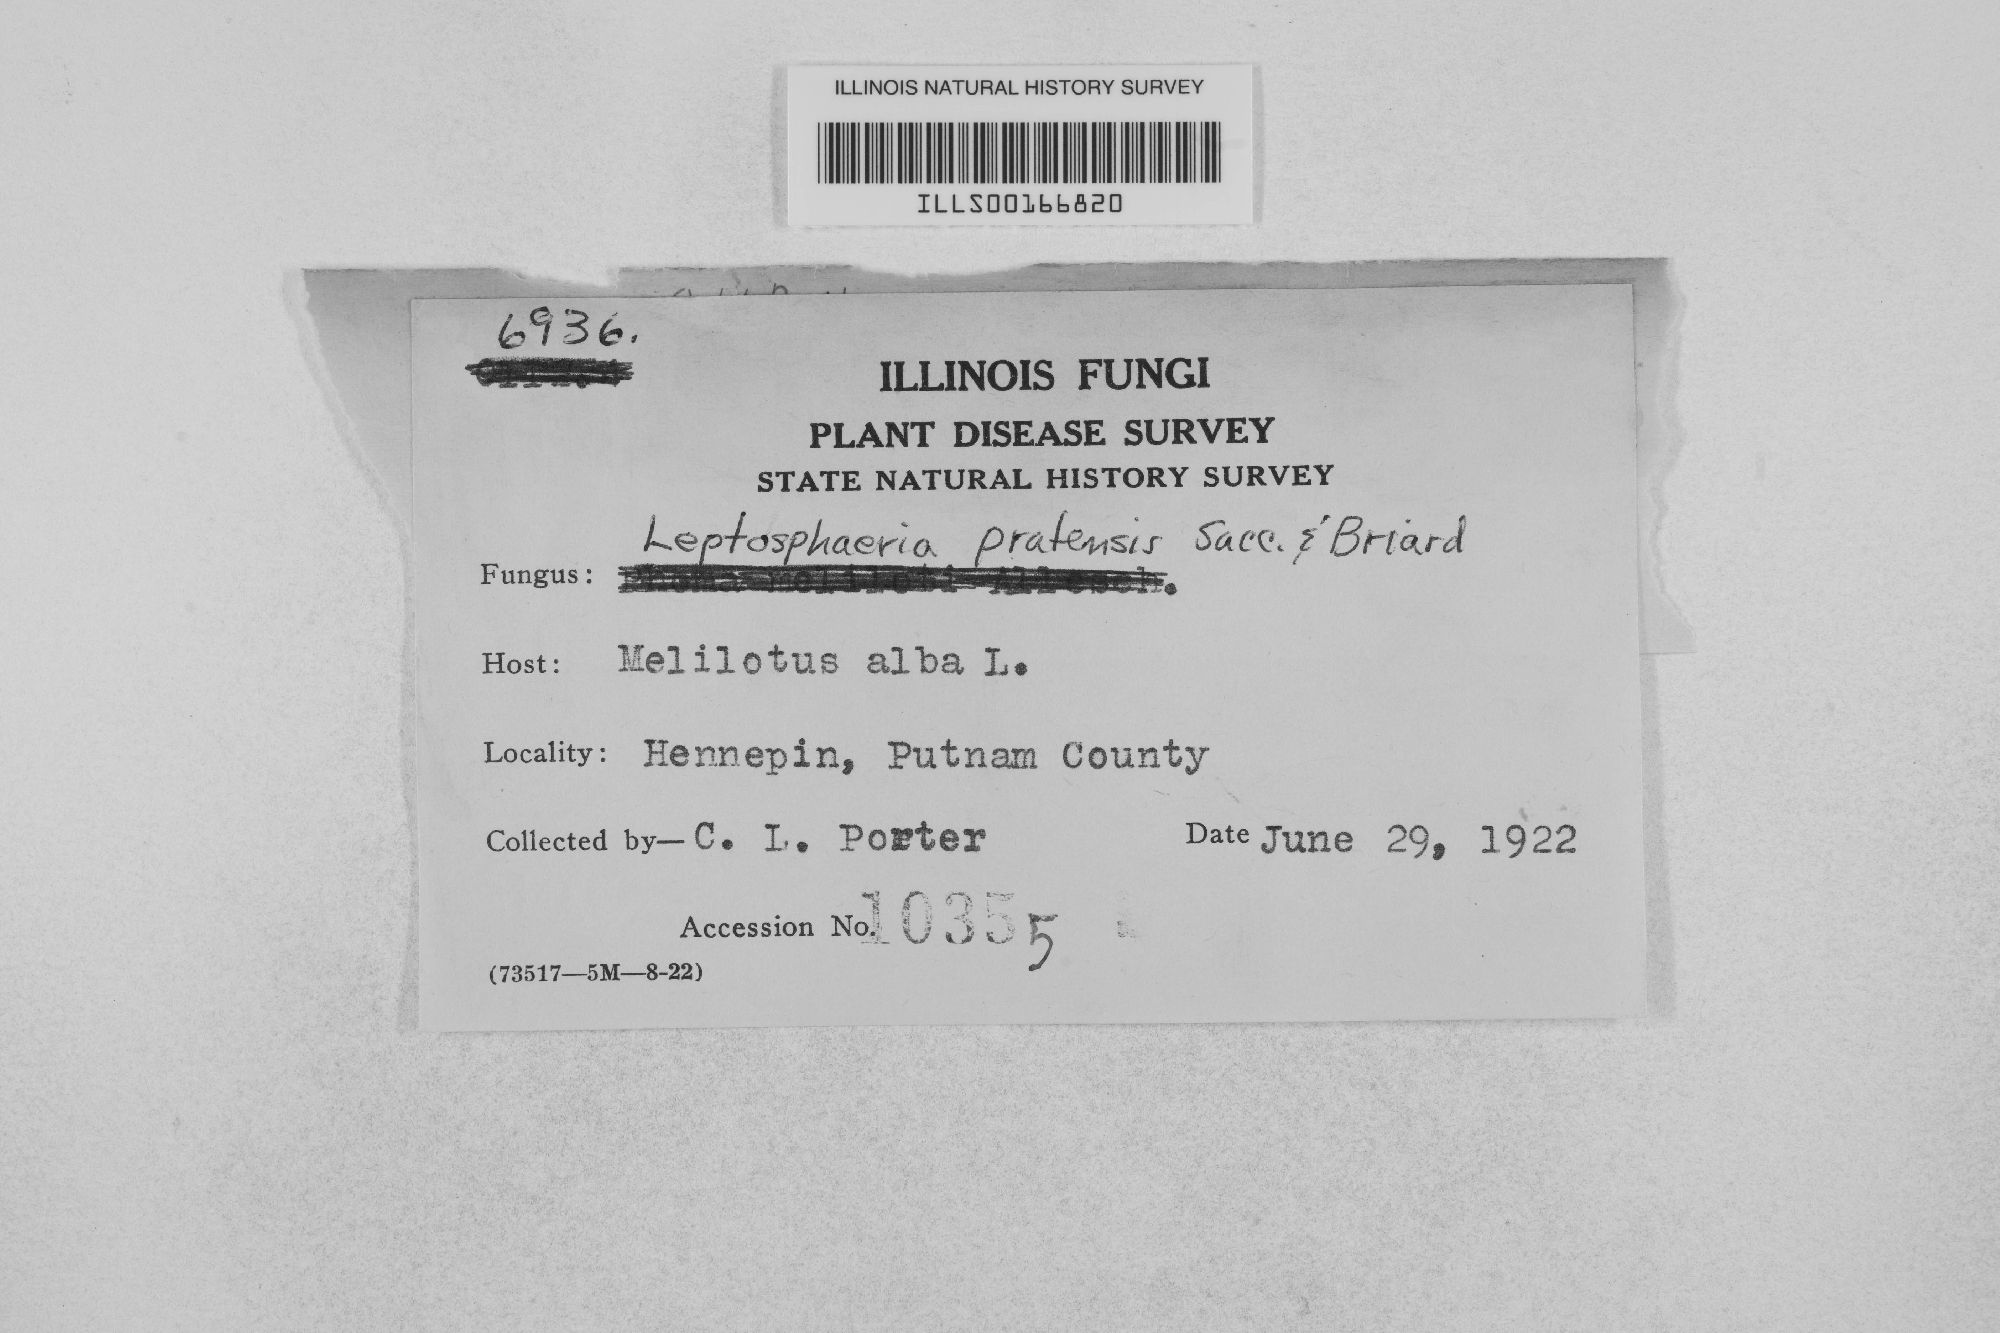 ILLINOIS NATURAL HISTORY SURVEY
ILLS00166820
6936.
ILLINOIS FUNGI
PLANT DISEASE SURVEY
STATE NATURAL HISTORY SURVEY
Leptosphaeria pratensis Sacc. & Briard
Fungus:
Host: Melilotus alba L.
Locality: Hennepin, Putnam County
Collected by— C. L. Porter Date June 29, 1922
Accession No. 10355
(73517—5M—8-22)